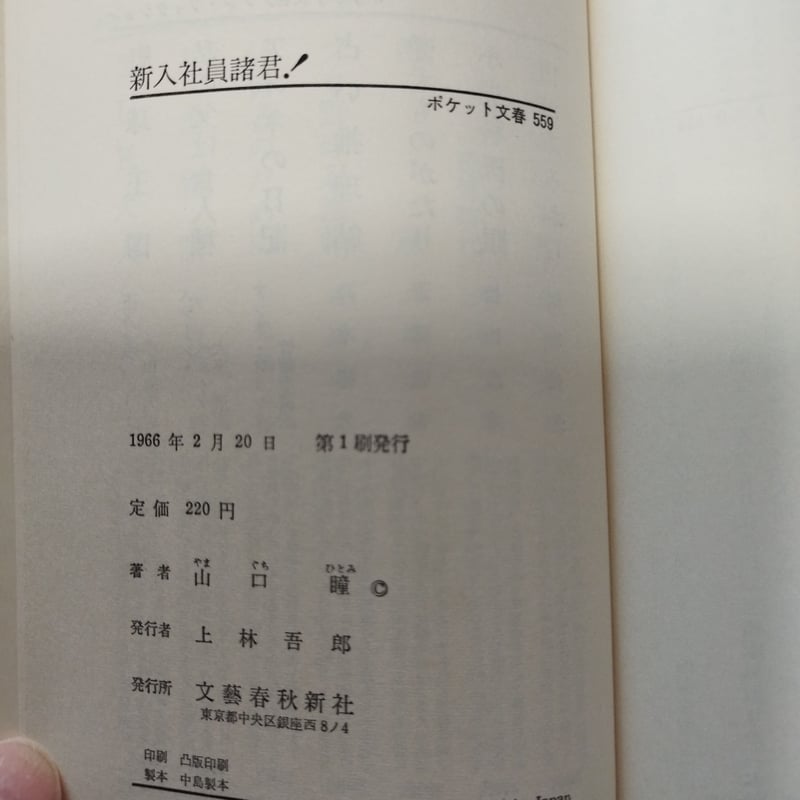 新入社員諸君!
ポケット文春 559
1966年2月20日 第1刷発行
定価 220円
著者 山口瞳 ©
やま ぐち ひとみ
発行者 上林吾郎
発行所 文藝春秋新社
東京都中央区銀座西8ノ4
印刷 凸版印刷
製本 中島製本
Japan